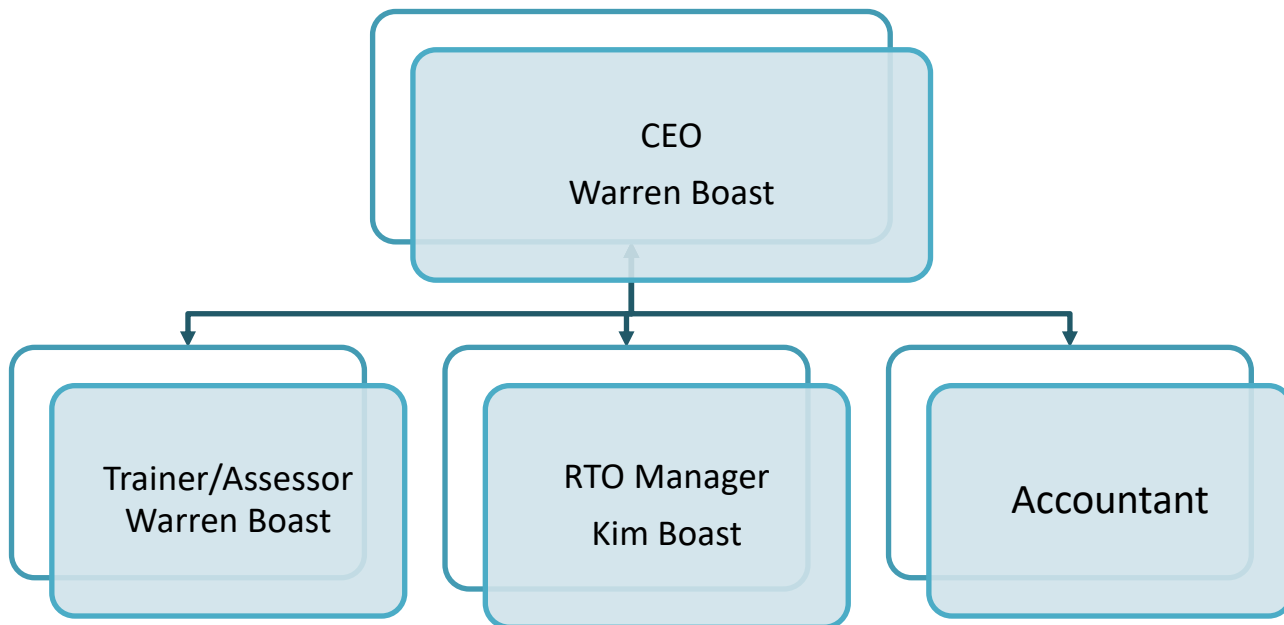 CEO
Warren Boast
Trainer/Assessor
Warren Boast
RTO Manager
Kim Boast
Accountant